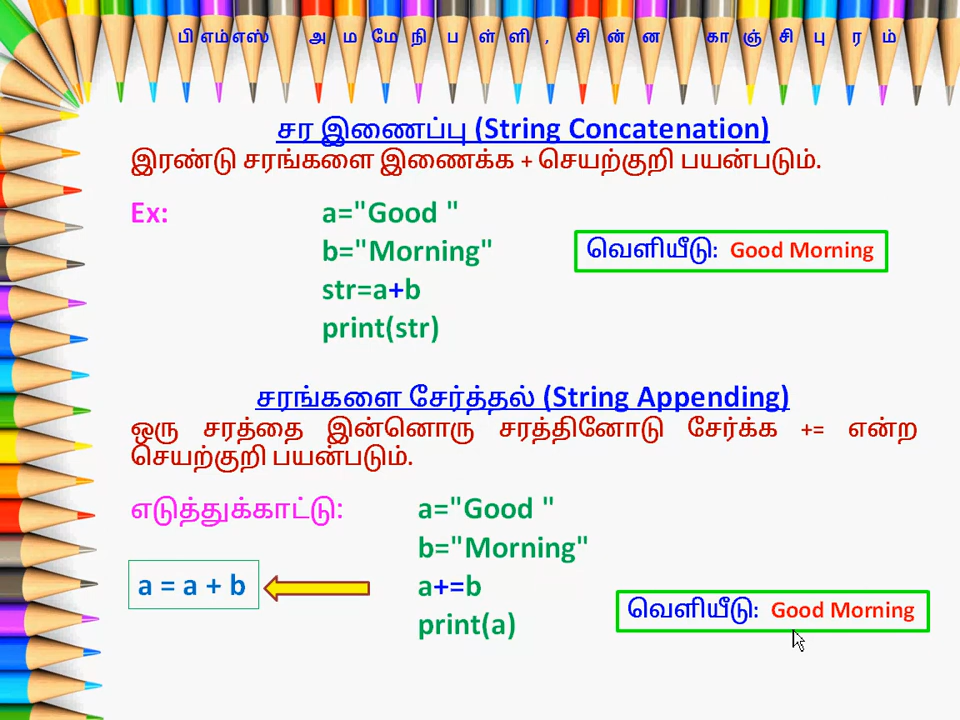 பிஎம்எஸ் அ ம மே நி ப ள் ளி , சி ன் ன கா ஞ் சி பு ர ம்
சர இணைப்பு (String Concatenation)
இரண்டு சரங்களை இணைக்க + செயற்குறி பயன்படும்.
Ex: a="Good "
b="Morning"
வெளியீடு: Good Morning
str=a+b
print(str)
சரங்களை சேர்த்தல் (String Appending)
ஒரு சரத்தை இன்னொரு சரத்தினோடு சேர்க்க += என்ற
செயற்குறி பயன்படும்.
எடுத்துக்காட்டு: a="Good "
b="Morning"
a = a + b a+=b
print(a)
வெளியீடு: Good Morning